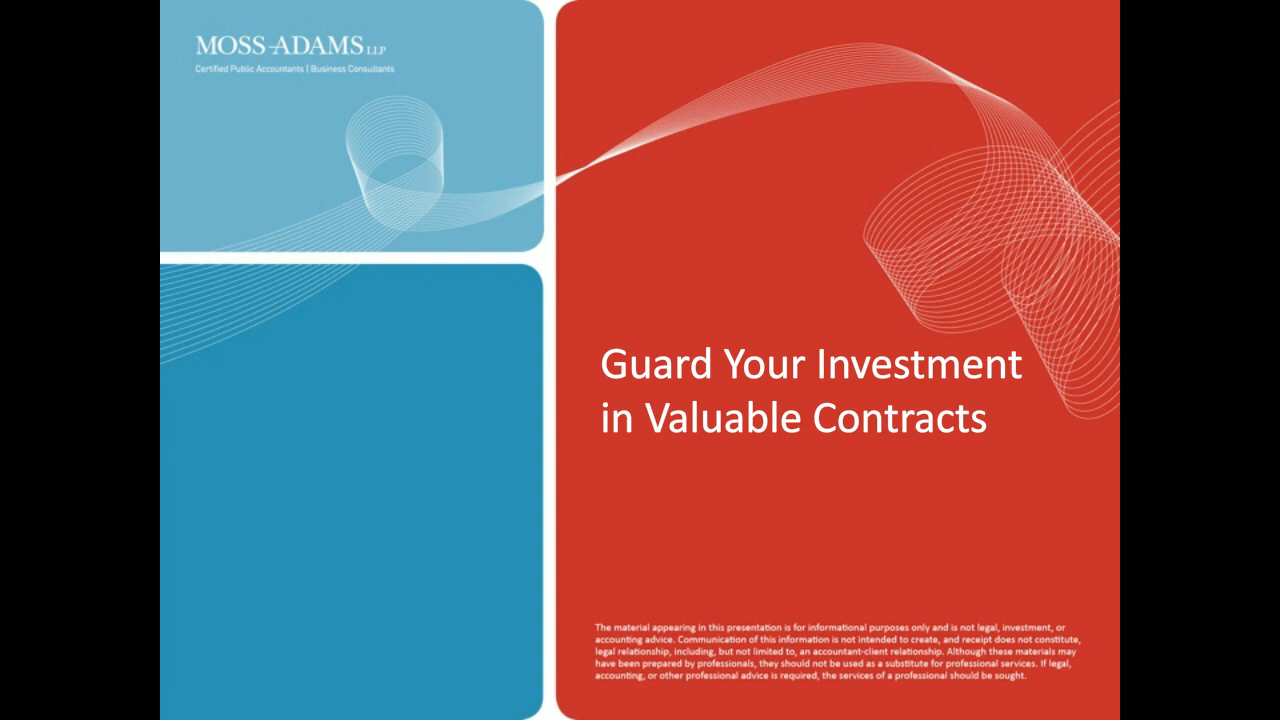 MOSS-ADAMS LLP
Certified Public Accountants | Business Consultants
Guard Your Investment
in Valuable Contracts
The material appearing in this presentation is for informational purposes only and is not legal, investment, or
accounting advice. Communication of this information is not intended to create, and receipt does not constitute,
legal relationship, including, but not limited to, an accountant-client relationship. Although these materials may
have been prepared by professionals, they should not be used as a substitute for professional services. If legal,
accounting, or other professional advice is required, the services of a professional should be sought.